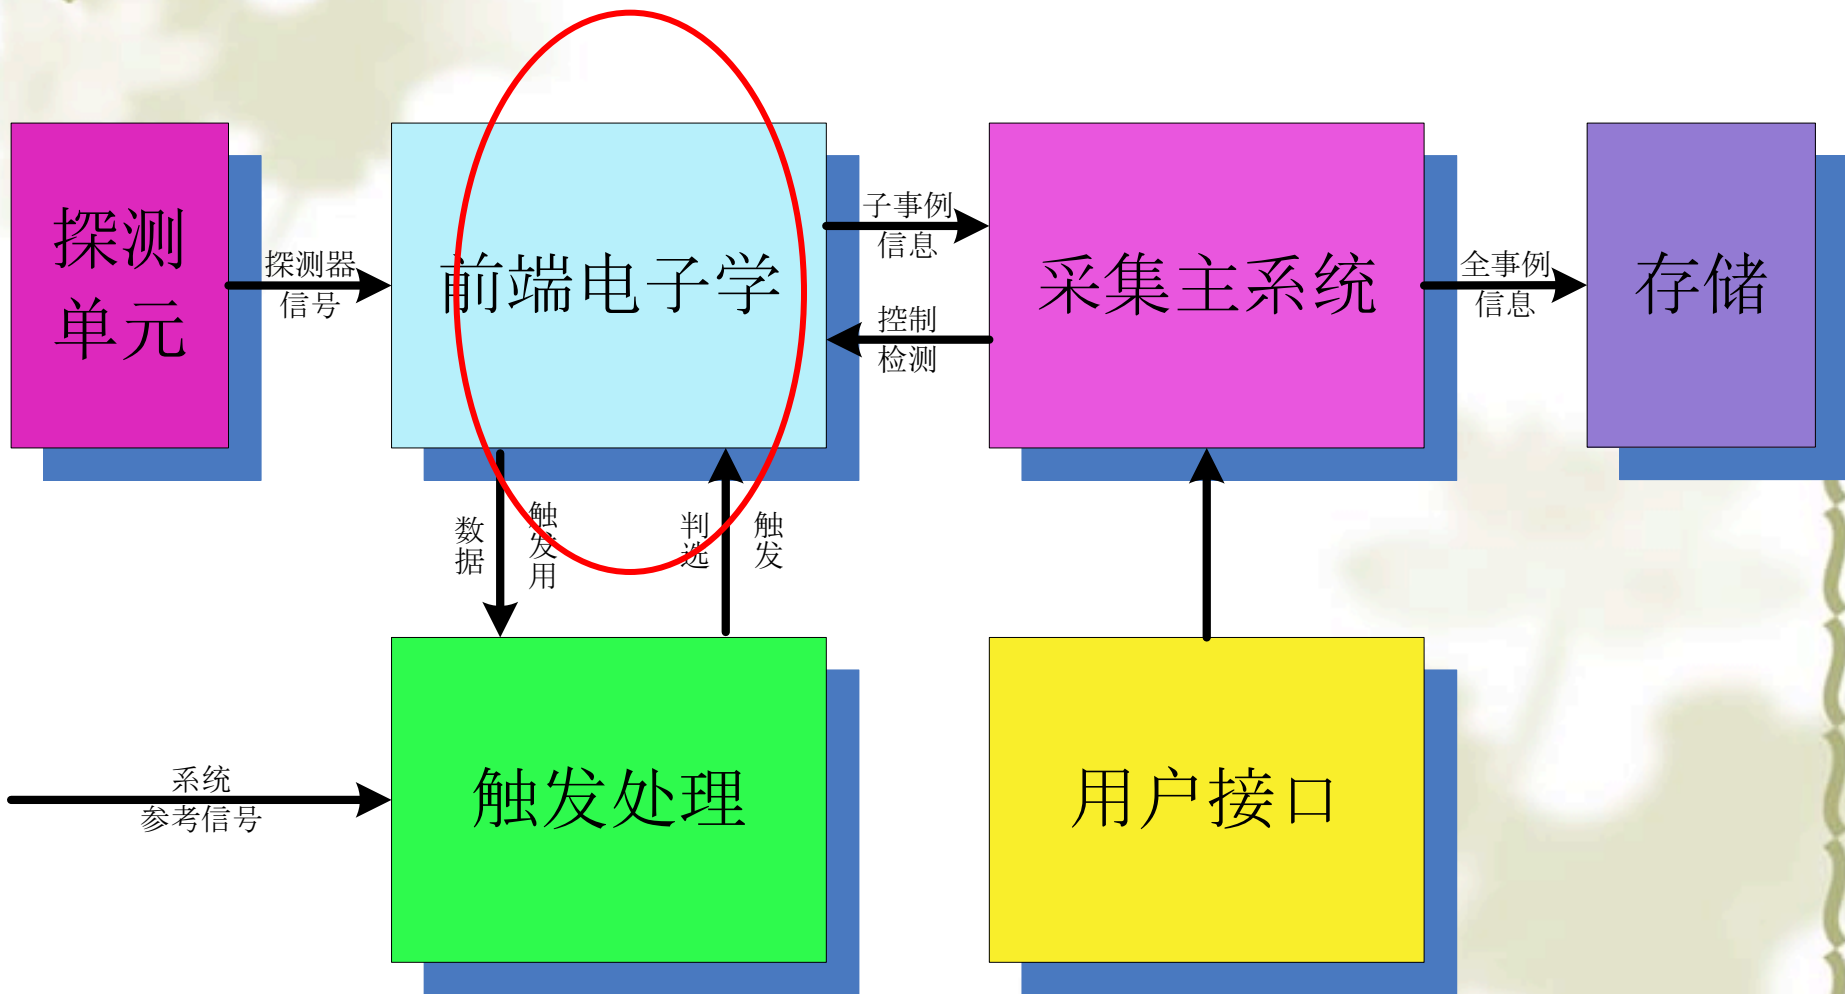 探测
单元
探测器
信号
前端电子学
子事例
信息
控制
检测
采集主系统
全事例
信息
存储
数据
触发用
判选
触发
系统
参考信号
触发处理
用户接口